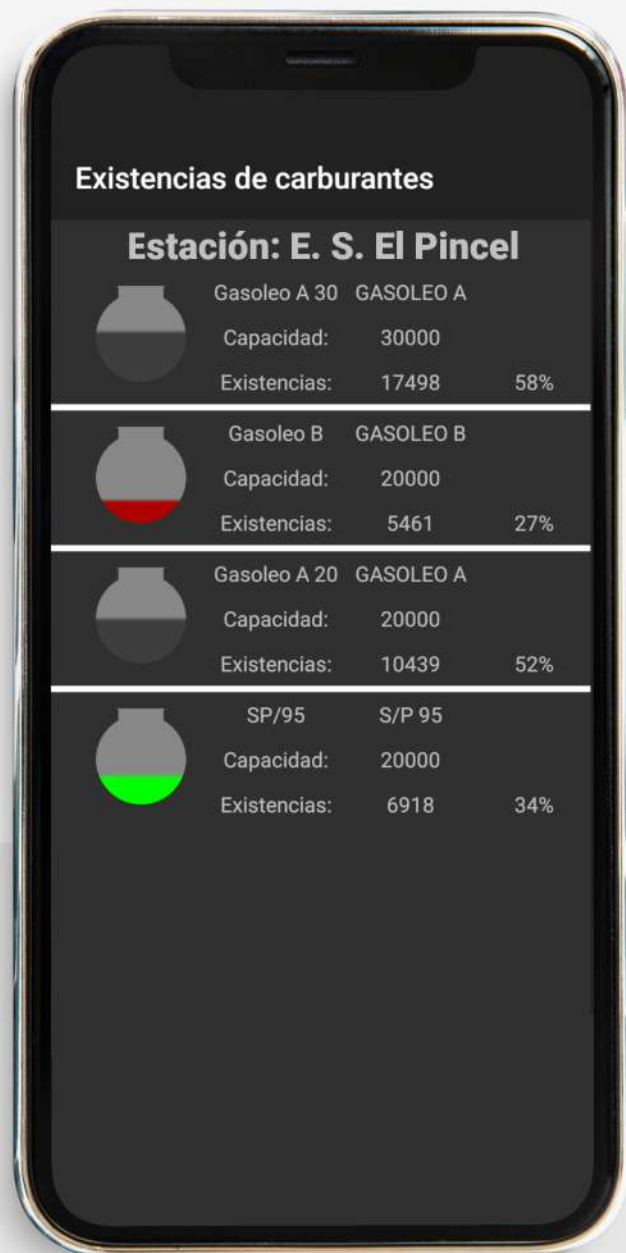 Existencias de carburantes
Estación: E. S. El Pincel
Gasoleo A 30 GASOLEO A
Capacidad: 30000
Existencias: 17498 58%
Gasoleo B GASOLEO B
Capacidad: 20000
Existencias: 5461 27%
Gasoleo A 20 GASOLEO A
Capacidad: 20000
Existencias: 10439 52%
SP/95 S/P 95
Capacidad: 20000
Existencias: 6918 34%